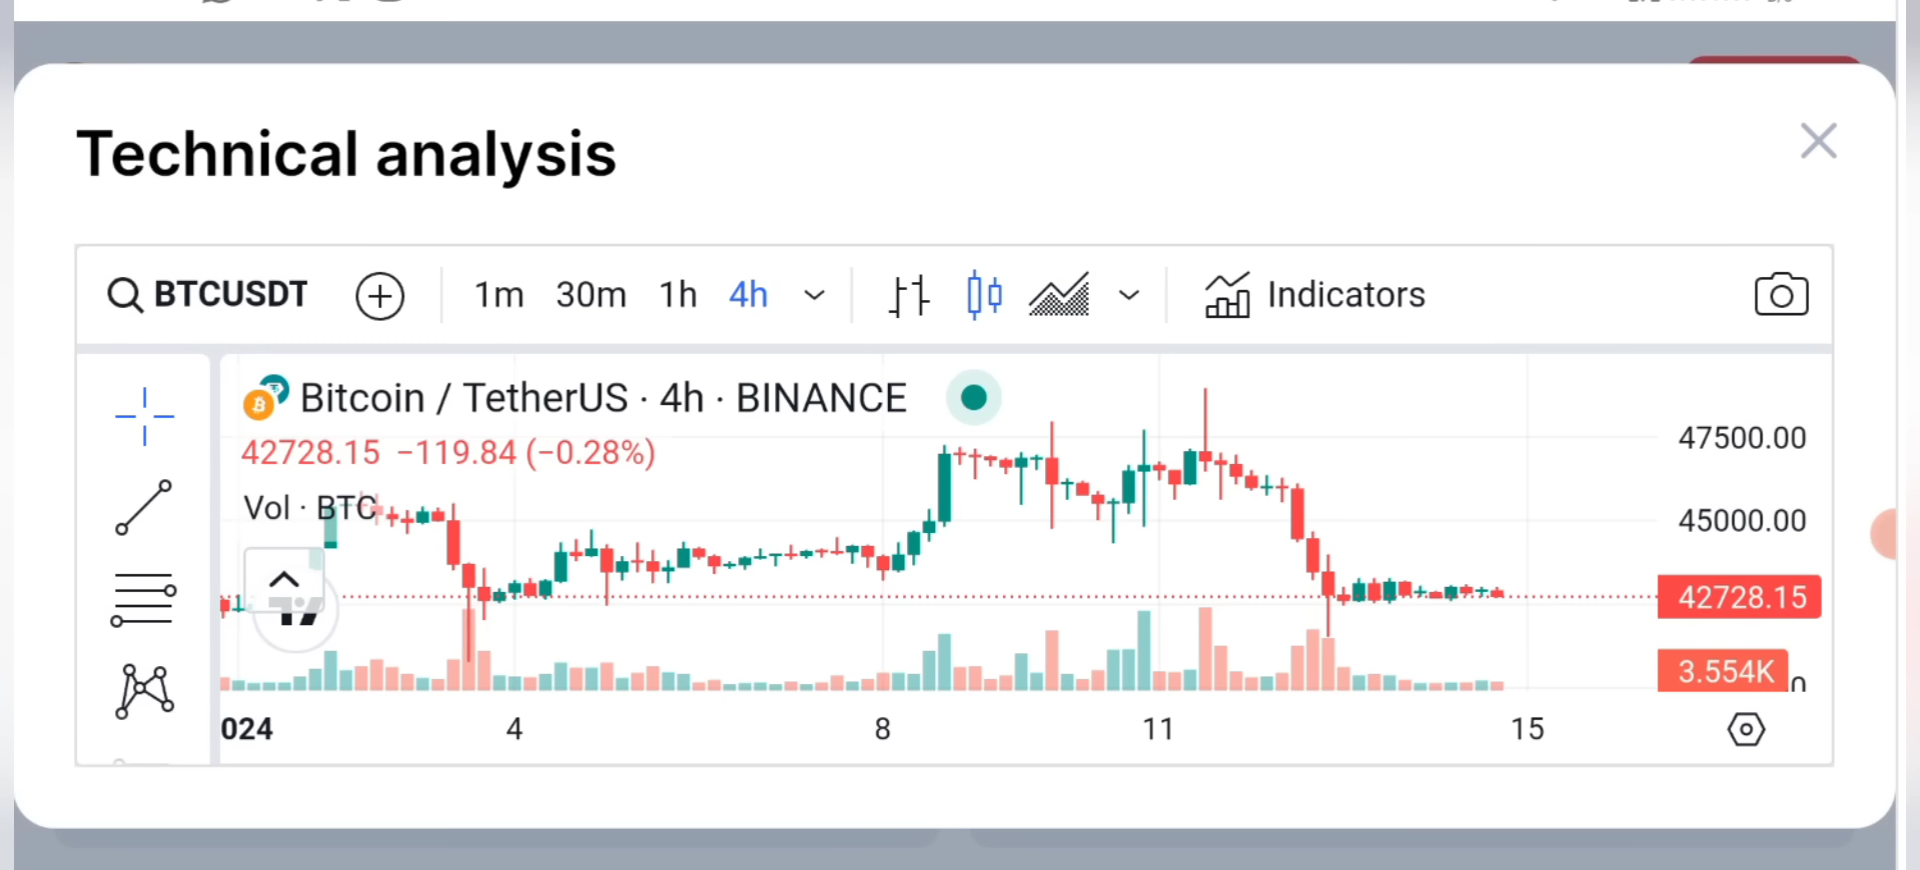 Technical analysis
BTCUSDT 1m 30m 1h 4h Indicators
Bitcoin / TetherUS · 4h · BINANCE
42728.15 −119.84 (−0.28%)
Vol · BTC
47500.00
45000.00
42728.15
3.554K
0
024 4 8 11 15